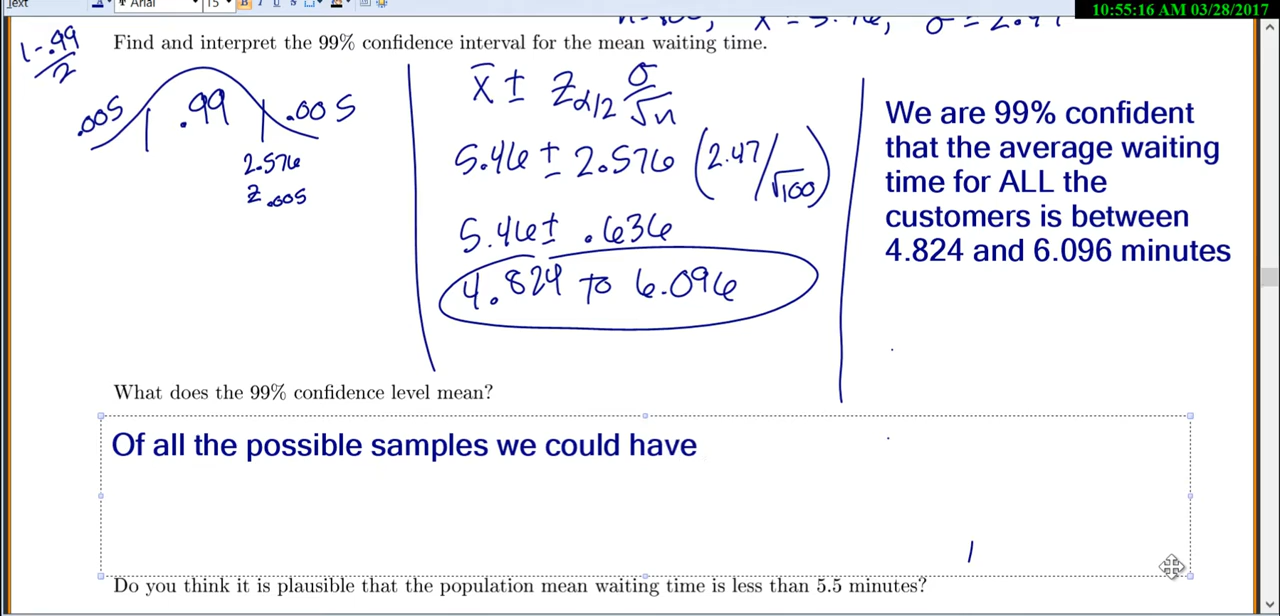 Text
Arial
15
10:55:16 AM 03/28/2017
1-.99
/2
Find and interpret the 99% confidence interval for the mean waiting time.
.005
.99
.005
2.576
z.005
x̄ ± Zα/2 σ/√n
5.46 ± 2.576 (2.47/√100)
5.46 ± .636
4.824 to 6.096
We are 99% confident
that the average waiting
time for ALL the
customers is between
4.824 and 6.096 minutes
What does the 99% confidence level mean?
Of all the possible samples we could have
Do you think it is plausible that the population mean waiting time is less than 5.5 minutes?